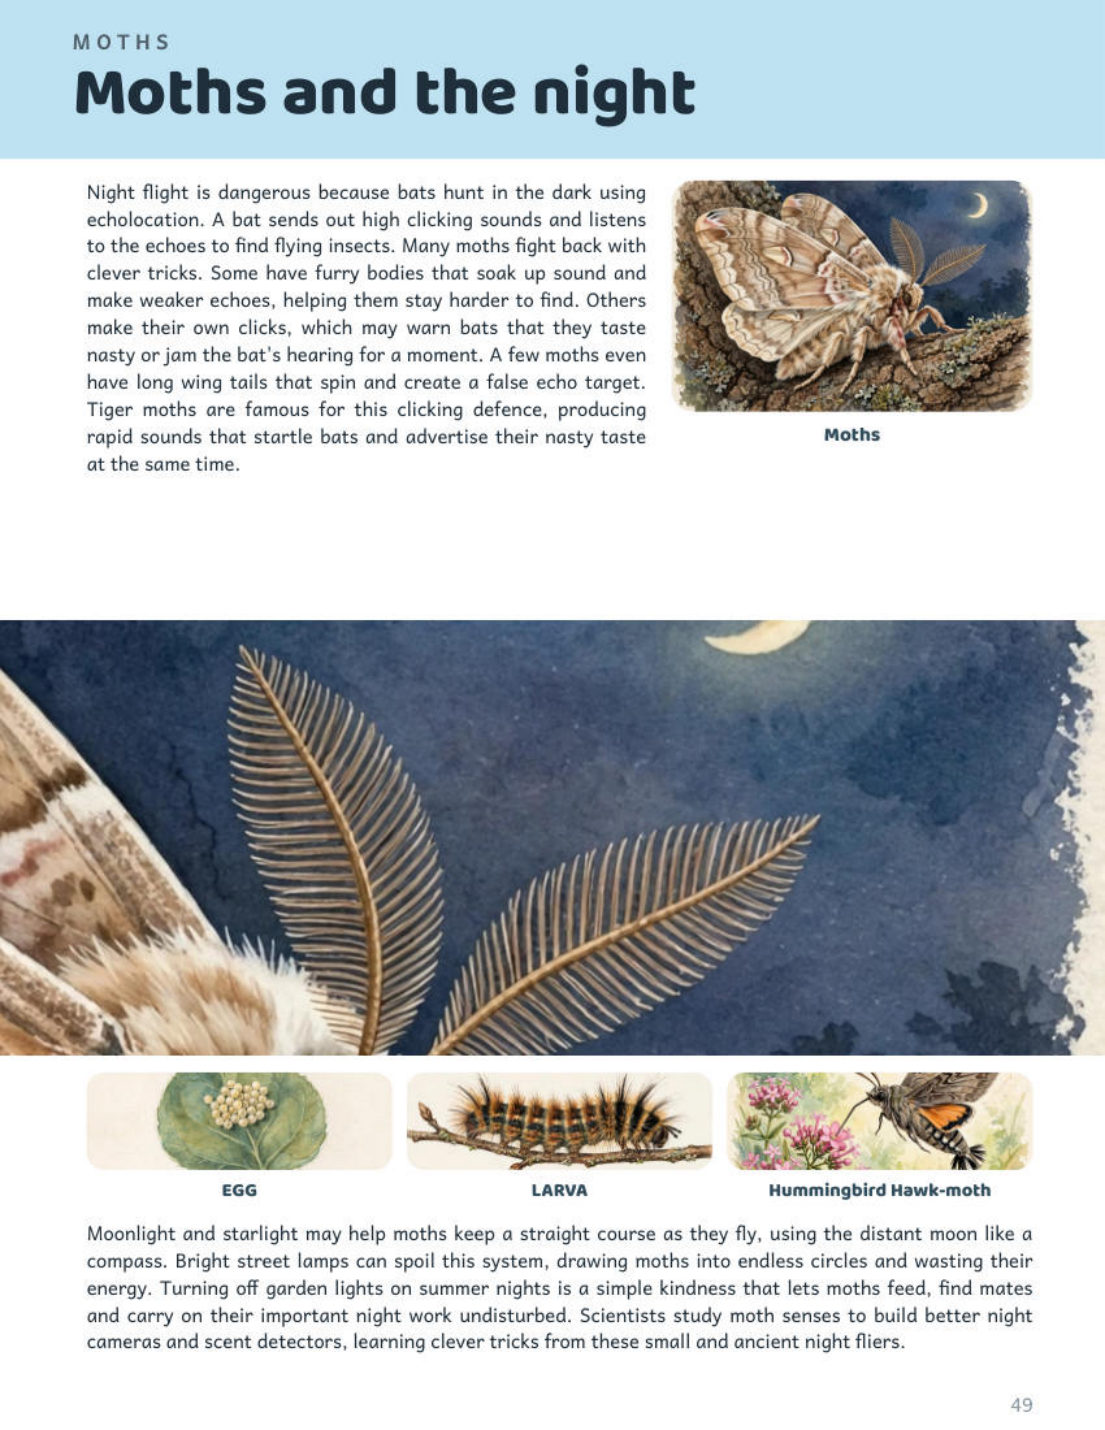 MOTHS
Moths and the night
Night flight is dangerous because bats hunt in the dark using
echolocation. A bat sends out high clicking sounds and listens
to the echoes to find flying insects. Many moths fight back with
clever tricks. Some have furry bodies that soak up sound and
make weaker echoes, helping them stay harder to find. Others
make their own clicks, which may warn bats that they taste
nasty or jam the bat's hearing for a moment. A few moths even
have long wing tails that spin and create a false echo target.
Tiger moths are famous for this clicking defence, producing
rapid sounds that startle bats and advertise their nasty taste
at the same time.
Moths
EGG
LARVA
Hummingbird Hawk-moth
Moonlight and starlight may help moths keep a straight course as they fly, using the distant moon like a
compass. Bright street lamps can spoil this system, drawing moths into endless circles and wasting their
energy. Turning off garden lights on summer nights is a simple kindness that lets moths feed, find mates
and carry on their important night work undisturbed. Scientists study moth senses to build better night
cameras and scent detectors, learning clever tricks from these small and ancient night fliers.
49